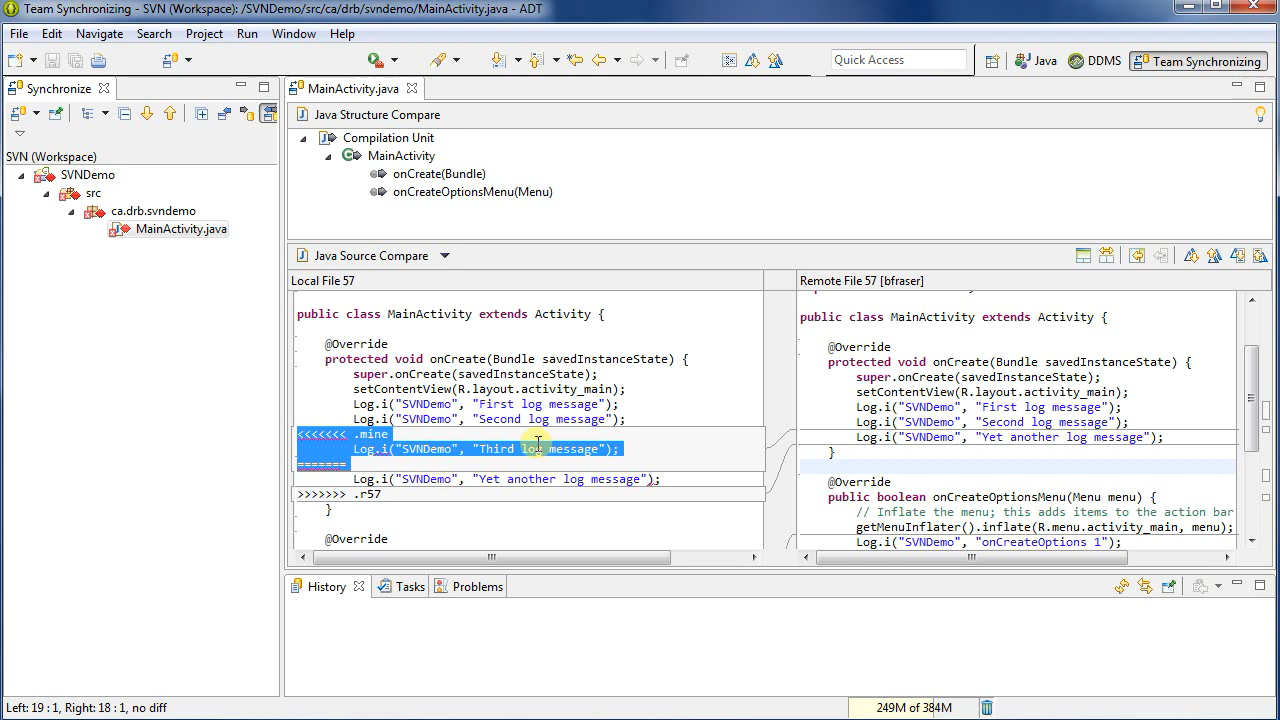 Team Synchronizing - SVN (Workspace): /SVNDemo/src/ca/drb/svndemo/MainActivity.java - ADT
File Edit Navigate Search Project Run Window Help
Quick Access
Java
DDMS
Team Synchronizing
Synchronize
SVN (Workspace)
SVNDemo
src
ca.drb.svndemo
MainActivity.java
MainActivity.java
Java Structure Compare
Compilation Unit
MainActivity
onCreate(Bundle)
onCreateOptionsMenu(Menu)
Java Source Compare
Local File 57
public class MainActivity extends Activity {
@Override
protected void onCreate(Bundle savedInstanceState) {
super.onCreate(savedInstanceState);
setContentView(R.layout.activity_main);
Log.i("SVNDemo", "First log message");
Log.i("SVNDemo", "Second log message");
<<<<<<< .mine
Log.i("SVNDemo", "Third log message");
=======
Log.i("SVNDemo", "Yet another log message");
>>>>>>> .r57
}
@Override
Remote File 57 [bfraser]
public class MainActivity extends Activity {
@Override
protected void onCreate(Bundle savedInstanceState) {
super.onCreate(savedInstanceState);
setContentView(R.layout.activity_main);
Log.i("SVNDemo", "First log message");
Log.i("SVNDemo", "Second log message");
Log.i("SVNDemo", "Yet another log message");
}
@Override
public boolean onCreateOptionsMenu(Menu menu) {
// Inflate the menu; this adds items to the action bar
getMenuInflater().inflate(R.menu.activity_main, menu);
Log.i("SVNDemo", "onCreateOptions 1");
History
Tasks
Problems
Left: 19 : 1, Right: 18 : 1, no diff
249M of 384M